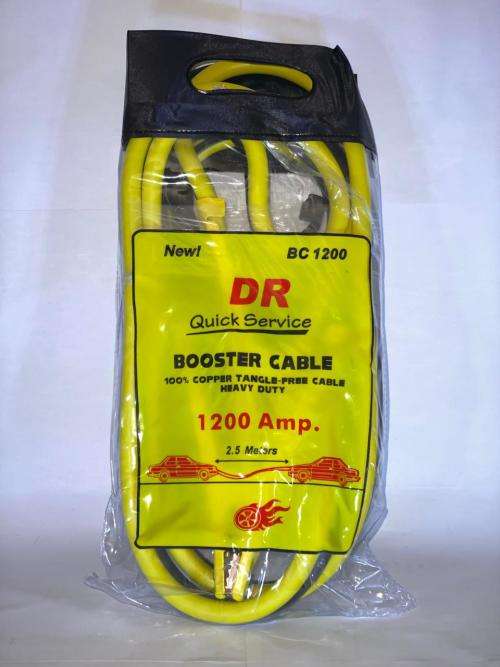 New! BC 1200
DR
Quick Service
BOOSTER CABLE
100% COPPER TANGLE-FREE CABLE
HEAVY DUTY
1200 Amp.
2.5 Meters